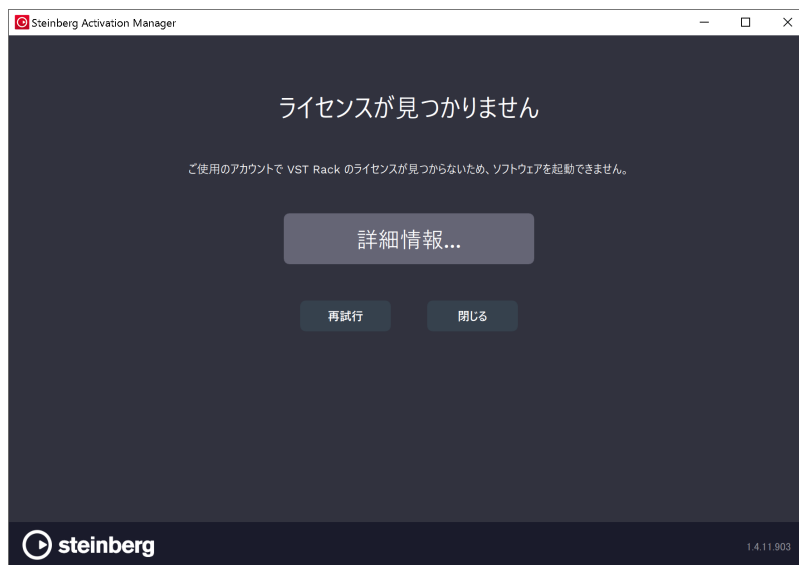 Steinberg Activation Manager
ライセンスが見つかりません
ご使用のアカウントで VST Rack のライセンスが見つからないため、ソフトウェアを起動できません。
詳細情報...
再試行
閉じる
steinberg
1.4.11.903